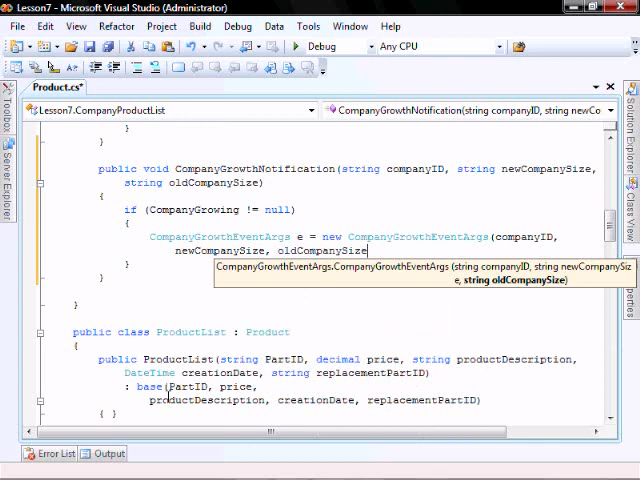 Lesson7 - Microsoft Visual Studio (Administrator)
File Edit View Project Build Debug Data Tools Test Window Help
Debug Any CPU
Product.cs*
Lesson7.CompanyProductList CompanyGrowthNotification(string companyID, string newCo
}
}
public void CompanyGrowthNotification(string companyID, string newCompanySize,
string oldCompanySize)
{
if (CompanyGrowing != null)
{
CompanyGrowthEventArgs e = new CompanyGrowthEventArgs(companyID,
newCompanySize, oldCompanySize
CompanyGrowthEventArgs.CompanyGrowthEventArgs (string companyID, string newCompanySiz
e, string oldCompanySize)
}
}
}
public class ProductList : Product
{
public ProductList(string PartID, decimal price, string productDescription,
DateTime creationDate, string replacementPartID)
: base(PartID, price,
productDescription, creationDate, replacementPartID)
{ }
Error List Output
Toolbox
Server Explorer
Solution Explorer
Class View
Properties